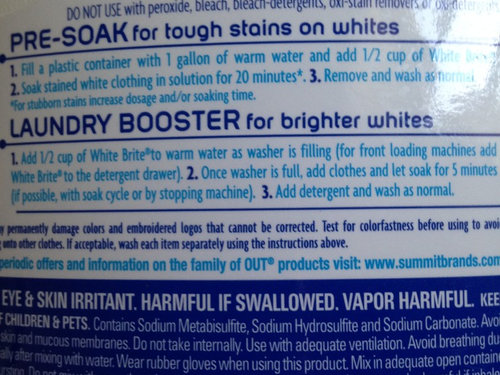 DO NOT USE with peroxide, bleach, bleach-detergents, oxi-stain removers or oxi-detergents
PRE-SOAK for tough stains on whites
1. Fill a plastic container with 1 gallon of warm water and add 1/2 cup of White Brite
2. Soak stained white clothing in solution for 20 minutes*. 3. Remove and wash as normal
*For stubborn stains increase dosage and/or soaking time.
LAUNDRY BOOSTER for brighter whites
1. Add 1/2 cup of White Brite® to warm water as washer is filling (for front loading machines add
White Brite® to the detergent drawer). 2. Once washer is full, add clothes and let soak for 5 minutes
(if possible, with soak cycle or by stopping machine). 3. Add detergent and wash as normal.
permanently damage colors and embroidered logos that cannot be corrected. Test for colorfastness before using to avoi
onto other clothes. If acceptable, wash each item separately using the instructions above.
periodic offers and information on the family of OUT® products visit: www.summitbrands.com
EYE & SKIN IRRITANT. HARMFUL IF SWALLOWED. VAPOR HARMFUL. KEE
F CHILDREN & PETS. Contains Sodium Metabisulfite, Sodium Hydrosulfite and Sodium Carbonate. Avo
skin and mucous membranes. Do not take internally. Use with adequate ventilation. Avoid breathing du
ally after mixing with water. Wear rubber gloves when using this product. Mix in adequate open contain